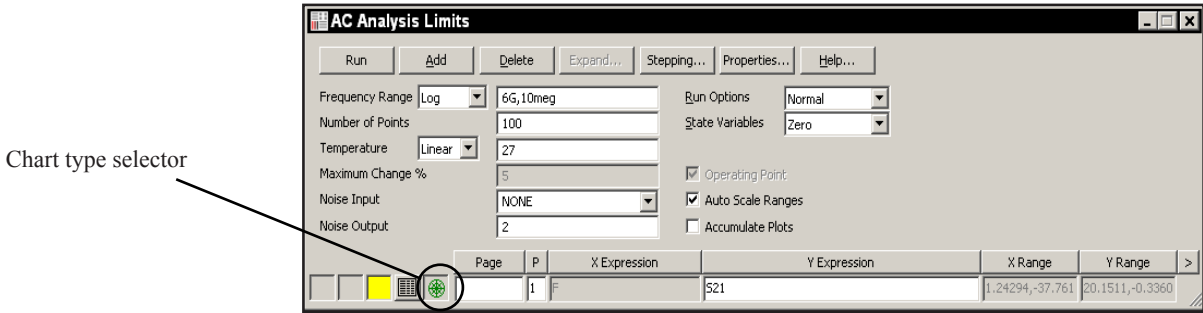 AC Analysis Limits
Run Add Delete Expand... Stepping... Properties... Help...
Frequency Range Log 6G,10meg Run Options Normal
Number of Points 100 State Variables Zero
Temperature Linear 27
Chart type selector
Maximum Change % 5 Operating Point
Noise Input NONE Auto Scale Ranges
Noise Output 2 Accumulate Plots
Page P X Expression Y Expression X Range Y Range >
1 F S21 1.24294,-37.761 20.1511,-0.3360